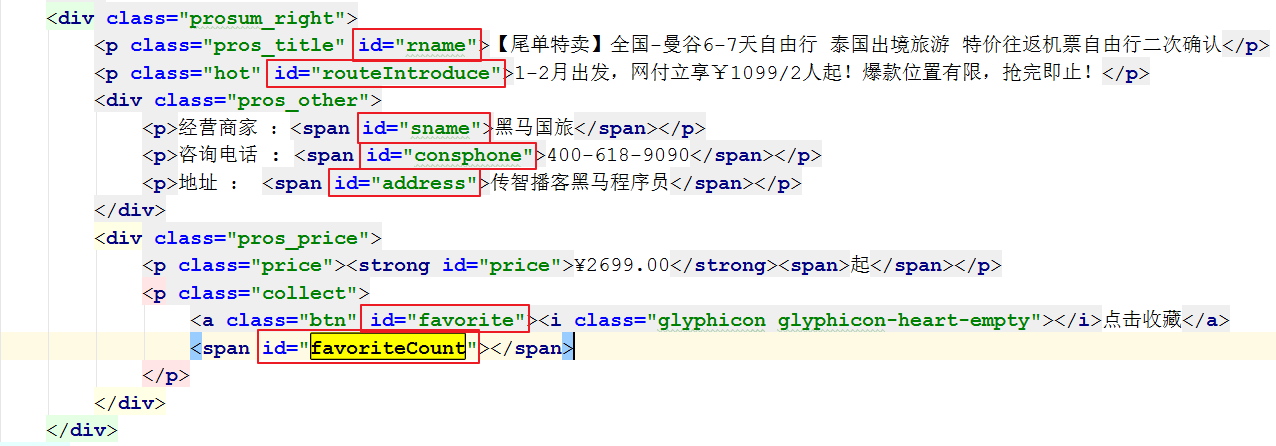 <div class="prosum_right">
<p class="pros_title" id="rname">【尾单特卖】全国-曼谷6-7天自由行 泰国出境旅游 特价往返机票自由行二次确认</p>
<p class="hot" id="routeIntroduce">1-2月出发，网付立享￥1099/2人起！爆款位置有限，抢完即止！</p>
<div class="pros_other">
<p>经营商家 ：<span id="sname">黑马国旅</span></p>
<p>咨询电话 : <span id="consphone">400-618-9090</span></p>
<p>地址 ： <span id="address">传智播客黑马程序员</span></p>
</div>
<div class="pros_price">
<p class="price"><strong id="price">¥2699.00</strong><span>起</span></p>
<p class="collect">
<a class="btn" id="favorite"><i class="glyphicon glyphicon-heart-empty"></i>点击收藏</a>
<span id="favoriteCount"></span>
</p>
</div>
</div>